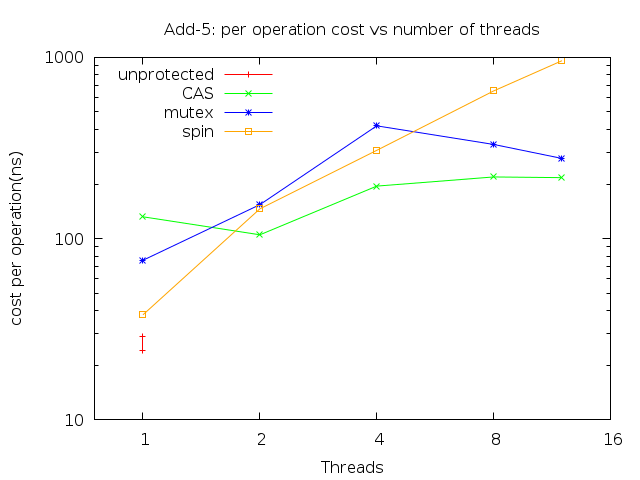 Add-5: per operation cost vs number of threads
1000
unprotected
CAS
mutex
spin
100
10
cost per operation(ns)
1 2 4 8 16
Threads